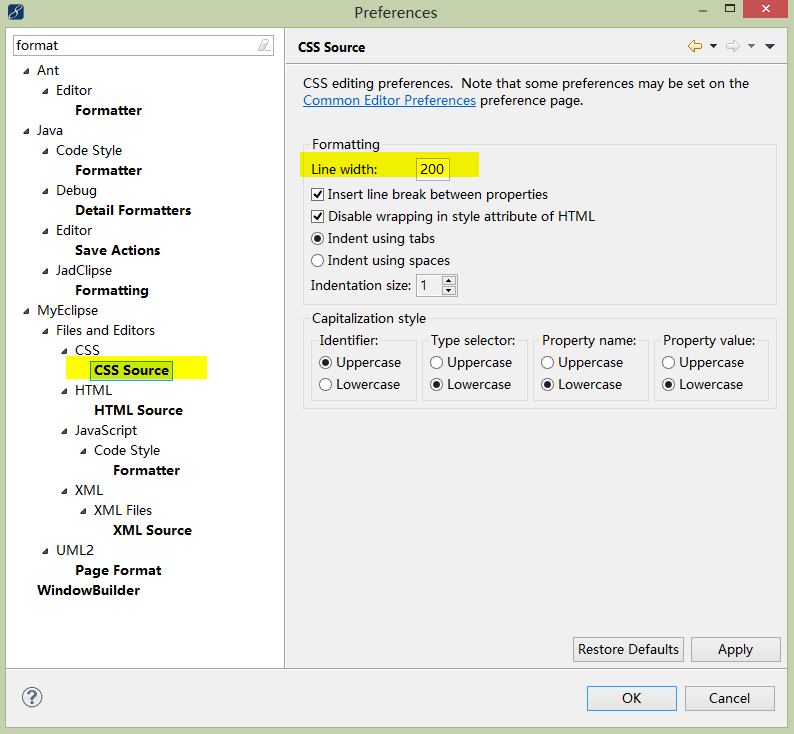 Preferences
format
Ant
Editor
Formatter
Java
Code Style
Formatter
Debug
Detail Formatters
Editor
Save Actions
JadClipse
Formatting
MyEclipse
Files and Editors
CSS
CSS Source
HTML
HTML Source
JavaScript
Code Style
Formatter
XML
XML Files
XML Source
UML2
Page Format
WindowBuilder
CSS Source
CSS editing preferences.  Note that some preferences may be set on the
Common Editor Preferences preference page.
Formatting
Line width: 200
Insert line break between properties
Disable wrapping in style attribute of HTML
Indent using tabs
Indent using spaces
Indentation size: 1
Capitalization style
Identifier: Type selector: Property name: Property value:
Uppercase Uppercase Uppercase Uppercase
Lowercase Lowercase Lowercase Lowercase
Restore Defaults Apply
OK Cancel